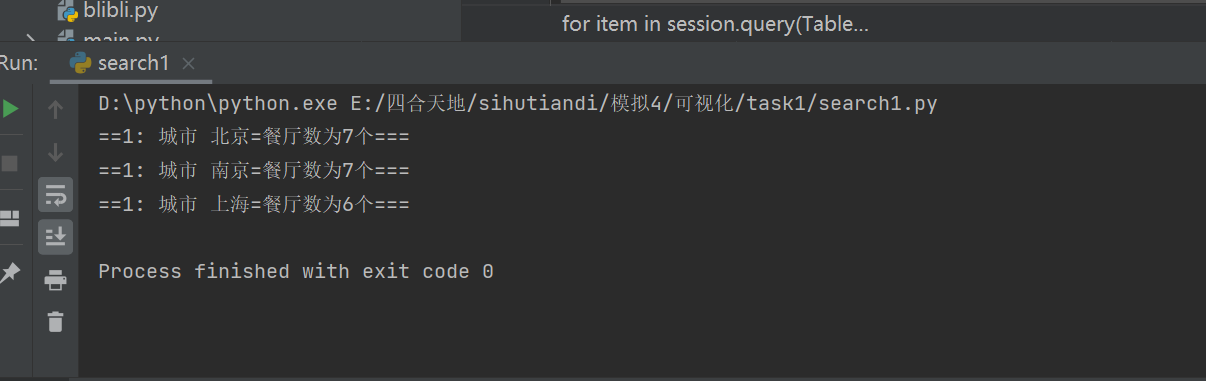 blibli.py
main.py
for item in session.query(Table...
Run: search1
D:\python\python.exe E:/四合天地/sihutiandi/模拟4/可视化/task1/search1.py
==1: 城市 北京=餐厅数为7个===
==1: 城市 南京=餐厅数为7个===
==1: 城市 上海=餐厅数为6个===
Process finished with exit code 0